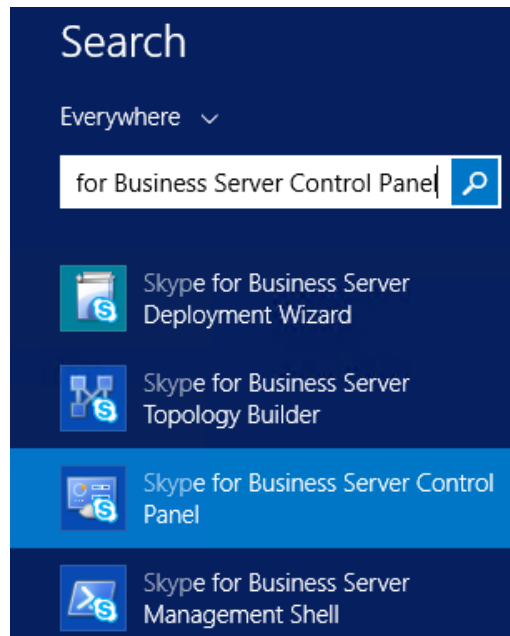 Search
Everywhere
for Business Server Control Panel
Skype for Business Server
Deployment Wizard
Skype for Business Server
Topology Builder
Skype for Business Server Control
Panel
Skype for Business Server
Management Shell